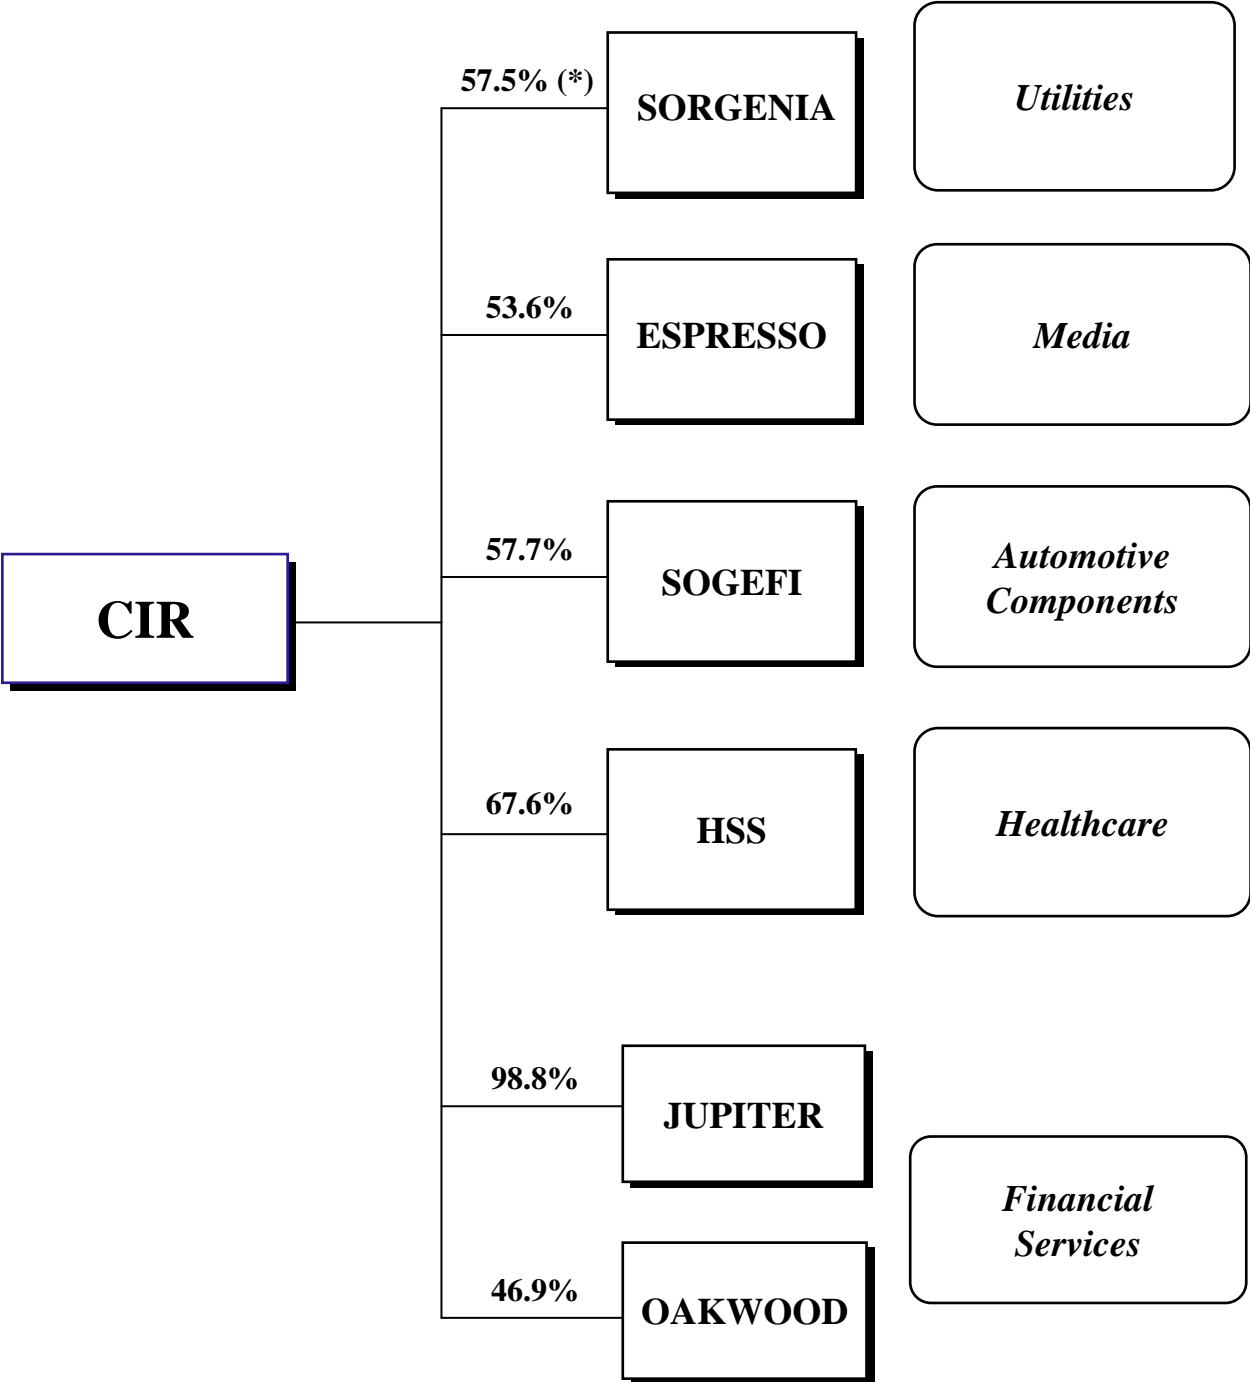 57.5% (*)
SORGENIA
Utilities
53.6%
ESPRESSO
Media
57.7%
SOGEFI
Automotive
Components
CIR
67.6%
HSS
Healthcare
98.8%
JUPITER
Financial
Services
46.9%
OAKWOOD